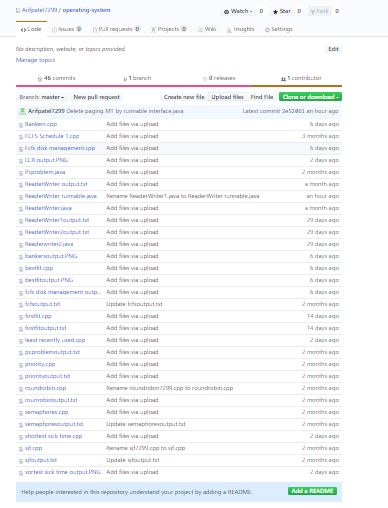 Arifpatel7299 / operating-system
Watch 0 Star 0 Fork 0
Code Issues 0 Pull requests 0 Projects 0 Wiki Insights Settings
No description, website, or topics provided. Edit
Manage topics
46 commits 1 branch 0 releases 1 contributor
Branch: master New pull request Create new file Upload files Find File Clone or download
Arifpatel7299 Delete paging MT by runnable interface.java Latest commit an hour ago
Bankers.cpp Add files via upload 6 days ago
FCFS Schedule 1.cpp Add files via upload 3 months ago
Fcfs disk management.cpp Add files via upload 6 days ago
LCR output.PNG Add files via upload 2 days ago
Pcproblem.java Add files via upload 2 months ago
ReaderWriter output.txt Add files via upload a month ago
ReaderWriter runnable.java Rename ReaderWriter1.java to ReaderWriter runnable.java an hour ago
ReaderWriter.java Add files via upload a month ago
ReaderWriter1output.txt Add files via upload 29 days ago
ReaderWriter2output.txt Add files via upload 29 days ago
Readerwriter2.java Add files via upload 29 days ago
bankersoutput.PNG Add files via upload 6 days ago
bestfit.cpp Add files via upload 6 days ago
bestfitoutput.PNG Add files via upload 6 days ago
fcfs disk management outp... Add files via upload 6 days ago
fcfsoutput.txt Update fcfsoutput.txt 2 months ago
firstfit.cpp Add files via upload 14 days ago
firstfitoutput.txt Add files via upload 14 days ago
least recently used.cpp Add files via upload 2 days ago
pcproblemoutput.txt Add files via upload 2 months ago
priority.cpp Add files via upload 2 months ago
priorityoutput.txt Add files via upload 2 months ago
roundrobin.cpp Rename roundrobin7299.cpp to roundrobin.cpp 2 months ago
rounrobinoutput.txt Add files via upload 2 months ago
semaphores.cpp Add files via upload 2 months ago
semaphoresoutput.txt Update semaphoresoutput.txt 2 months ago
shortest sick time.cpp Add files via upload 2 days ago
sjf.cpp Rename sjf7299.cpp to sjf.cpp 2 months ago
sjfoutput.txt Update sjfoutput.txt 2 months ago
sortest sick time output.PNG Add files via upload 2 days ago
Help people interested in this repository understand your project by adding a README. Add a README